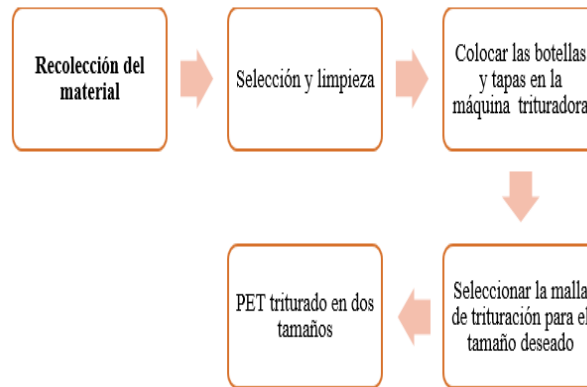 Recolección del
material
Selección y limpieza
Colocar las botellas
y tapas en la
máquina trituradora
Seleccionar la malla
de trituración para el
tamaño deseado
PET triturado en dos
tamaños